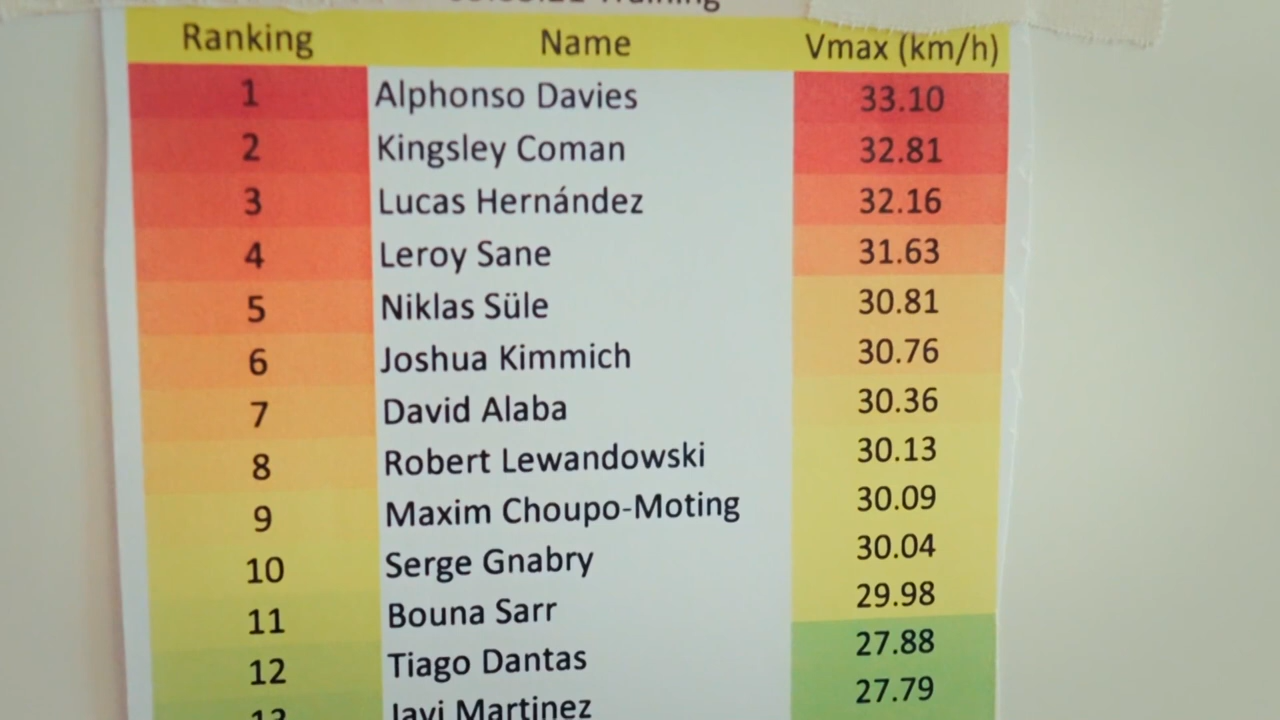 Training
Ranking Name Vmax (km/h)
1 Alphonso Davies 33.10
2 Kingsley Coman 32.81
3 Lucas Hernández 32.16
4 Leroy Sane 31.63
5 Niklas Süle 30.81
6 Joshua Kimmich 30.76
7 David Alaba 30.36
8 Robert Lewandowski 30.13
9 Maxim Choupo-Moting 30.09
10 Serge Gnabry 30.04
11 Bouna Sarr 29.98
12 Tiago Dantas 27.88
13 Javi Martinez 27.79